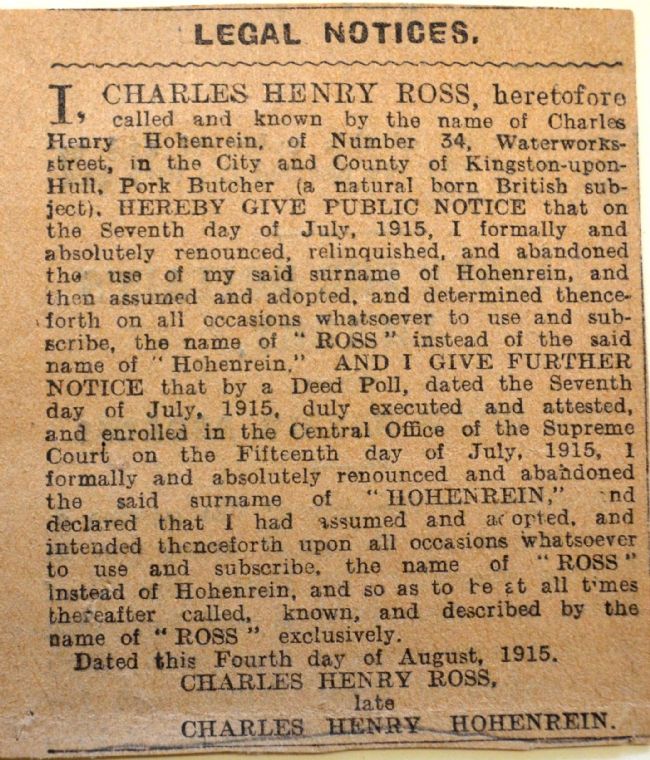 LEGAL NOTICES.
I, CHARLES HENRY ROSS, heretofore
called and known by the name of Charles
Henry Hohenrein, of Number 34, Waterworks-
street, in the City and County of Kingston-upon-
Hull, Pork Butcher (a natural born British sub-
ject). HEREBY GIVE PUBLIC NOTICE that on
the Seventh day of July, 1915, I formally and
absolutely renounced, relinquished, and abandoned
the use of my said surname of Hohenrein, and
then assumed and adopted, and determined thence-
forth on all occasions whatsoever to use and sub-
scribe, the name of "ROSS" instead of the said
name of "Hohenrein." AND I GIVE FURTHER
NOTICE that by a Deed Poll, dated the Seventh
day of July, 1915, duly executed and attested,
and enrolled in the Central Office of the Supreme
Court on the Fifteenth day of July, 1915, I
formally and absolutely renounced and abandoned
the said surname of "HOHENREIN," and
declared that I had assumed and adopted, and
intended thenceforth upon all occasions whatsoever
to use and subscribe, the name of "ROSS"
instead of Hohenrein, and so as to be at all times
thereafter called, known, and described by the
name of "ROSS" exclusively.
Dated this Fourth day of August, 1915.
CHARLES HENRY ROSS,
late
CHARLES HENRY HOHENREIN.